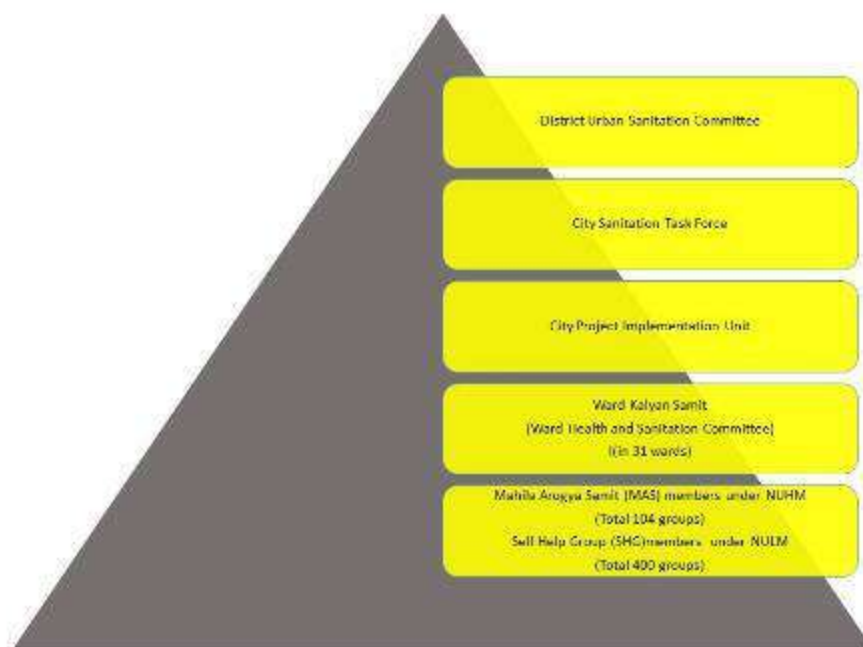 District Urban Sanitation Committee
City Sanitation Task Force
City Project Implementation Unit
Ward Kalyan Samit
(Ward Health and Sanitation Committee)
(in 31 wards)
Mahila Arogya Samit (MAS) members under NUHM
(Total 104 groups)
Self Help Group (SHG)members under NULM
(Total 400 groups)